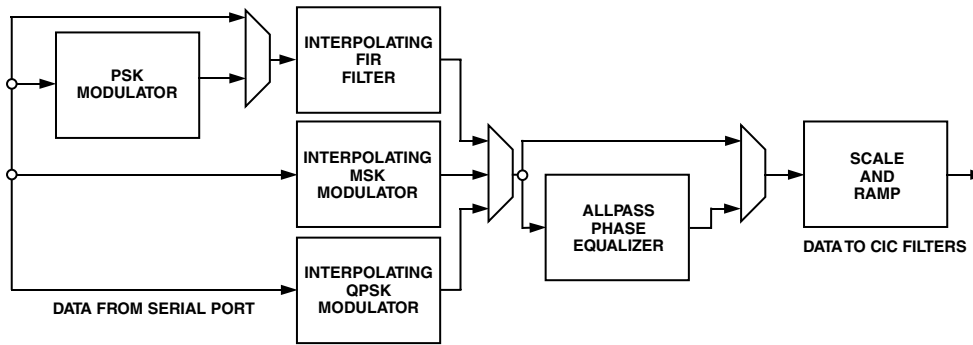 INTERPOLATING
FIR
FILTER
PSK
MODULATOR
INTERPOLATING
MSK
MODULATOR
ALLPASS
PHASE
EQUALIZER
SCALE
AND
RAMP
DATA TO CIC FILTERS
INTERPOLATING
QPSK
MODULATOR
DATA FROM SERIAL PORT